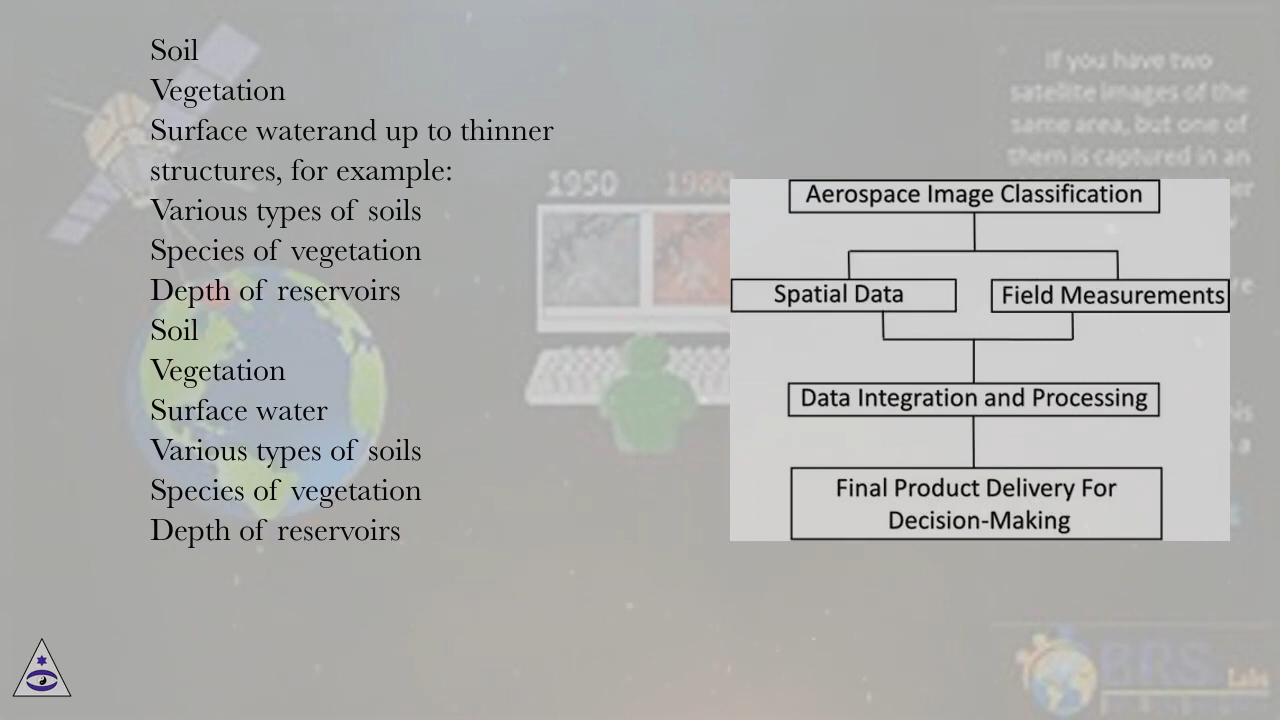 Soil
Vegetation
Surface waterand up to thinner
structures, for example:
Various types of soils
Species of vegetation
Depth of reservoirs
Soil
Vegetation
Surface water
Various types of soils
Species of vegetation
Depth of reservoirs
1950 1980
If you have two
satellite images of the
same area, but one of
them is captured in an
Aerospace Image Classification
Spatial Data
Field Measurements
Data Integration and Processing
Final Product Delivery For
Decision-Making
BRS
Labs